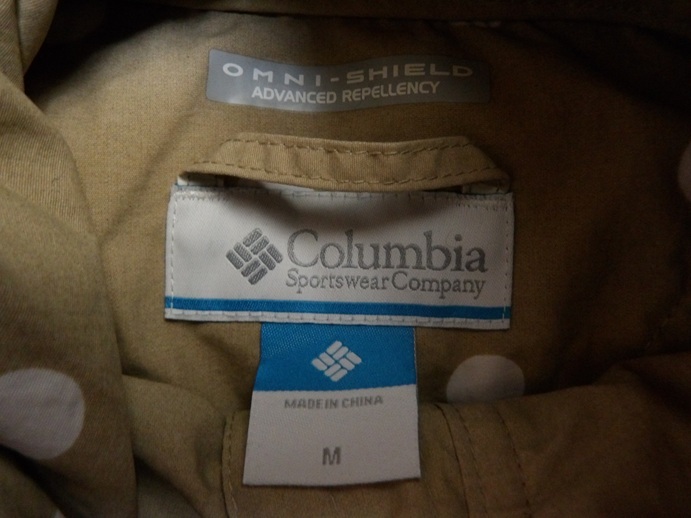 OMNI-SHIELD
ADVANCED REPELLENCY
Columbia
Sportswear Company
MADE IN CHINA
M